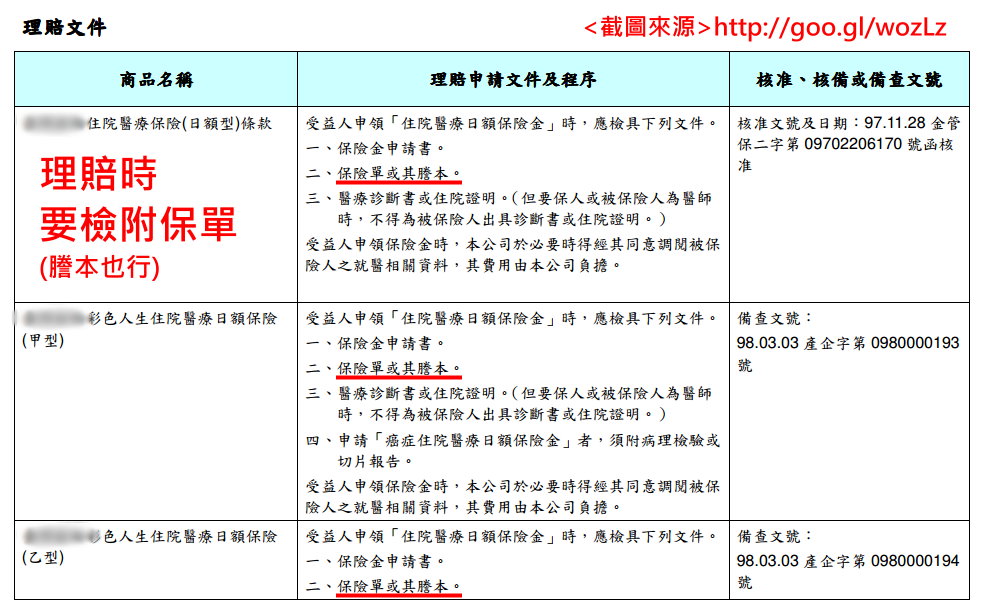 理賠文件
<截圖來源>http://goo.gl/wozLz
商品名稱
理賠申請文件及程序
核准、核備或備查文號
住院醫療保險(日額型)條款
理賠時
要檢附保單
(謄本也行)
受益人申領「住院醫療日額保險金」時，應檢具下列文件。
一、保險金申請書。
二、保險單或其謄本。
三、醫療診斷書或住院證明。(但要保人或被保險人為醫師
時，不得為被保險人出具診斷書或住院證明。)
受益人申領保險金時，本公司於必要時得經其同意調閱被保
險人之就醫相關資料，其費用由本公司負擔。
核准文號及日期：97.11.28 金管
保二字第 09702206170 號函核
准
彩色人生住院醫療日額保險
(甲型)
受益人申領「住院醫療日額保險金」時，應檢具下列文件。
一、保險金申請書。
二、保險單或其謄本。
三、醫療診斷書或住院證明。(但要保人或被保險人為醫師
時，不得為被保險人出具診斷書或住院證明。)
四、申請「癌症住院醫療日額保險金」者，須附病理檢驗或
切片報告。
受益人申領保險金時，本公司於必要時得經其同意調閱被保
險人之就醫相關資料，其費用由本公司負擔。
備查文號：
98.03.03 產企字第 0980000193
號
彩色人生住院醫療日額保險
(乙型)
受益人申領「住院醫療日額保險金」時，應檢具下列文件。
一、保險金申請書。
二、保險單或其謄本。
備查文號：
98.03.03 產企字第 0980000194
號